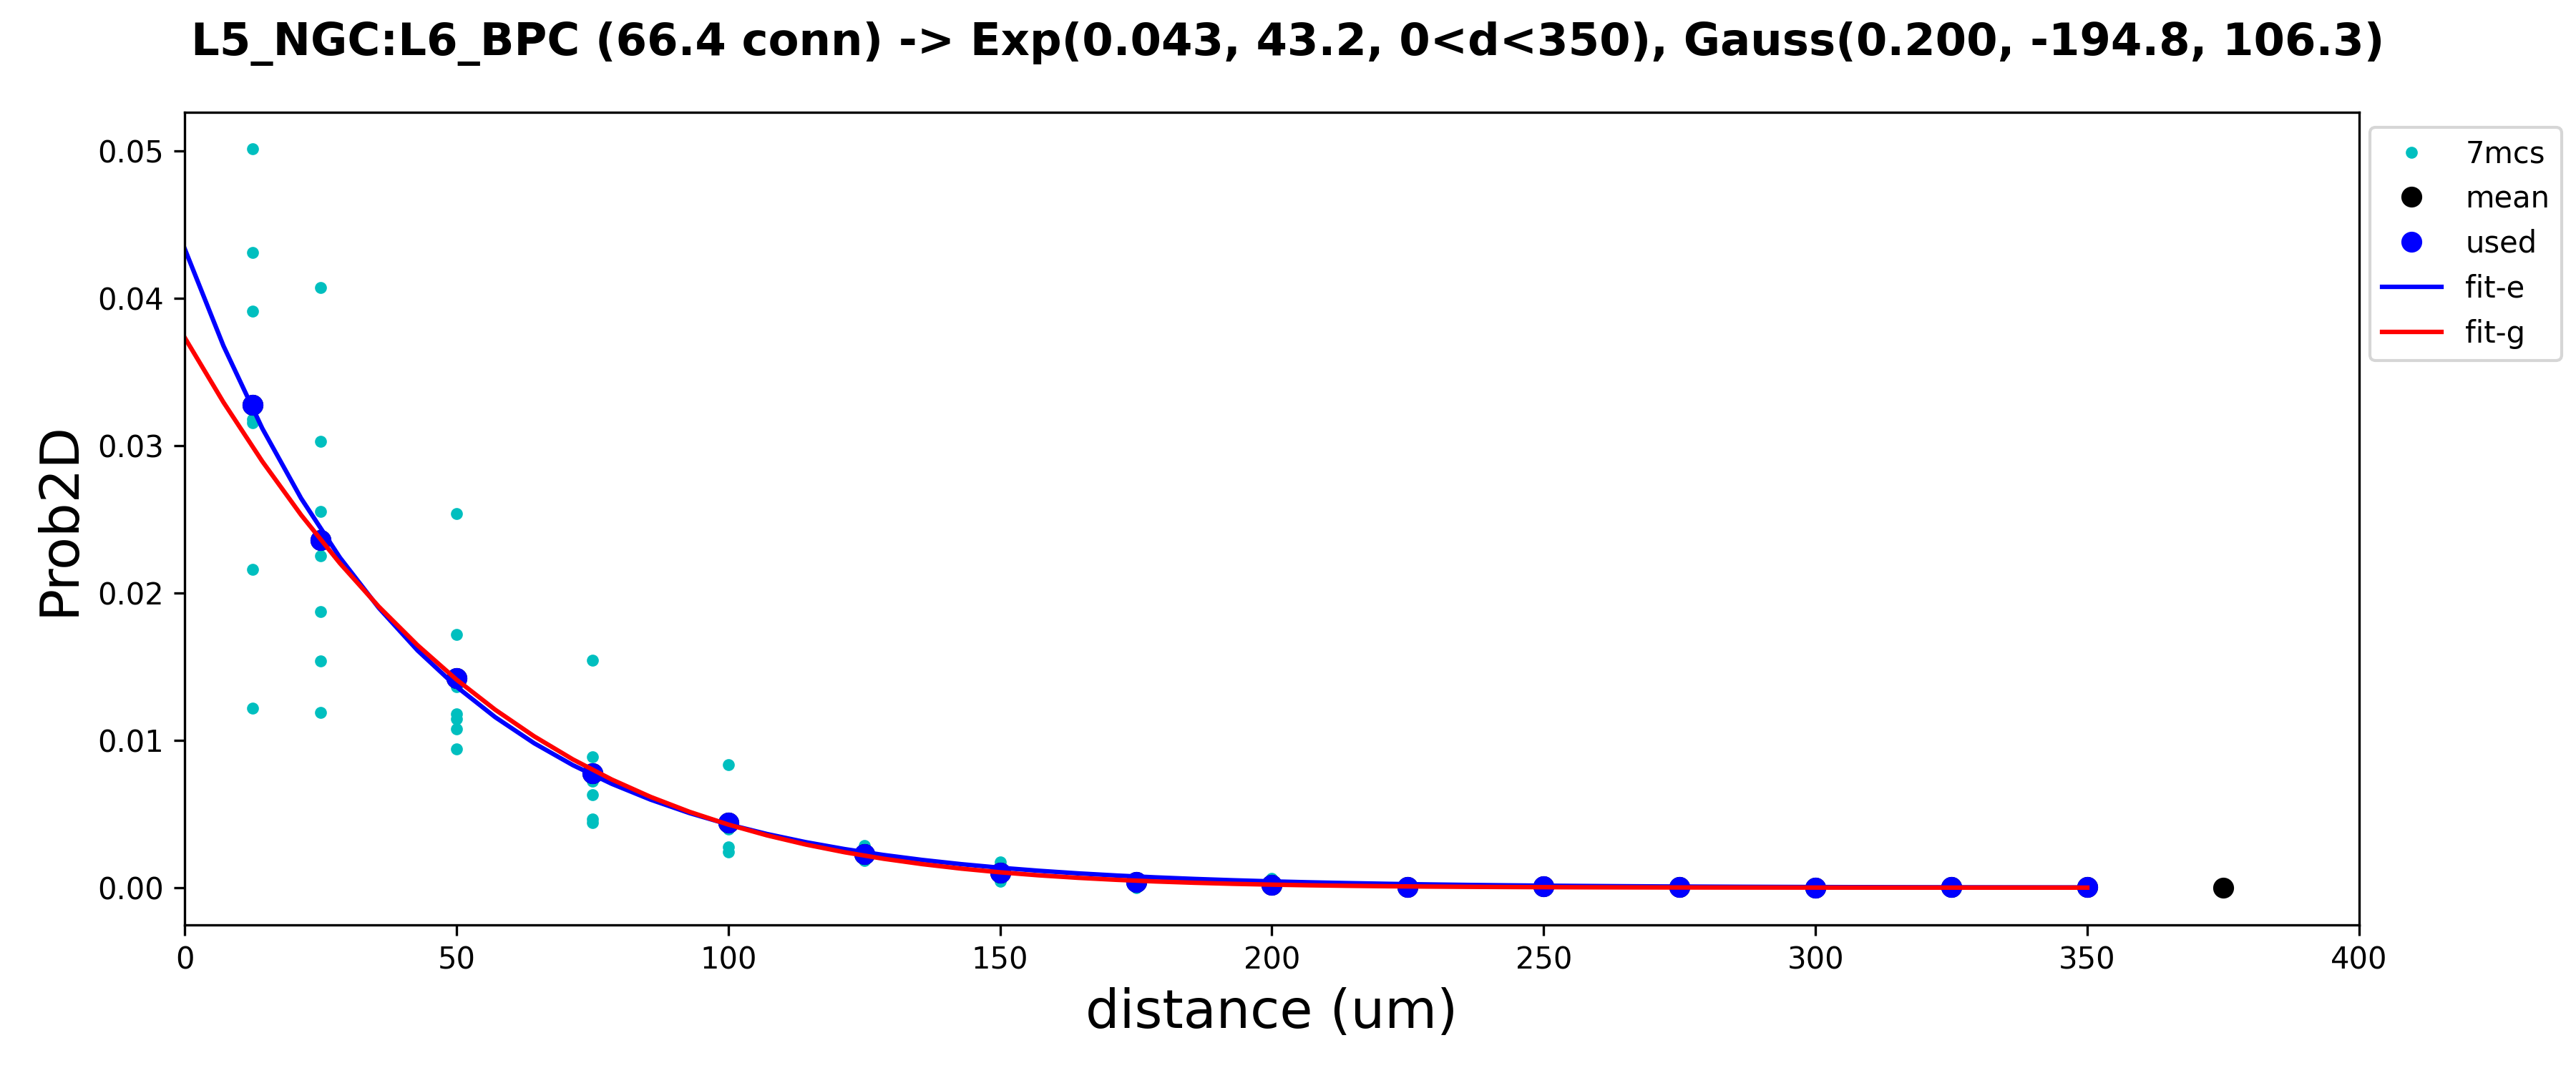 L5_NGC:L6_BPC (66.4 conn) -> Exp(0.043, 43.2, 0<d<350), Gauss(0.200, -194.8, 106.3)
0.05
0.04
0.03
0.02
0.01
0.00
Prob2D
0 50 100 150 200 250 300 350 400
distance (um)
7mcs
mean
used
fit-e
fit-g